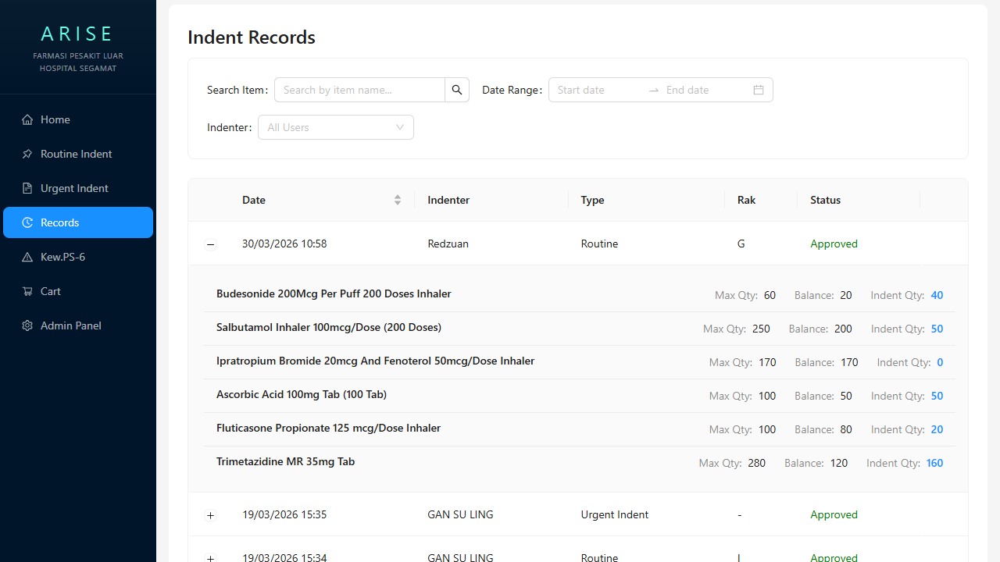 ARISE
FARMASI PESAKIT LUAR
HOSPITAL SEGAMAT
Home
Routine Indent
Urgent Indent
Records
Kew.PS-6
Cart
Admin Panel
Indent Records
Search Item: Search by item name... Date Range: Start date End date
Indenter: All Users
Date Indenter Type Rak Status
30/03/2026 10:58 Redzuan Routine G Approved
Budesonide 200Mcg Per Puff 200 Doses Inhaler Max Qty: 60 Balance: 20 Indent Qty: 40
Salbutamol Inhaler 100mcg/Dose (200 Doses) Max Qty: 250 Balance: 200 Indent Qty: 50
Ipratropium Bromide 20mcg And Fenoterol 50mcg/Dose Inhaler Max Qty: 170 Balance: 170 Indent Qty: 0
Ascorbic Acid 100mg Tab (100 Tab) Max Qty: 100 Balance: 50 Indent Qty: 50
Fluticasone Propionate 125 mcg/Dose Inhaler Max Qty: 100 Balance: 80 Indent Qty: 20
Trimetazidine MR 35mg Tab Max Qty: 280 Balance: 120 Indent Qty: 160
19/03/2026 15:35 GAN SU LING Urgent Indent - Approved
19/03/2026 15:34 GAN SU LING Routine I Approved